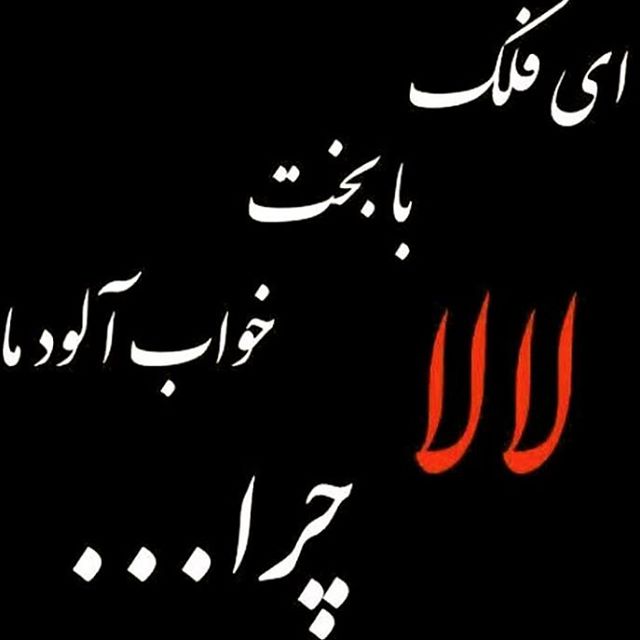 ای فلک
با بخت
خواب آلود ما
لالا
چرا...